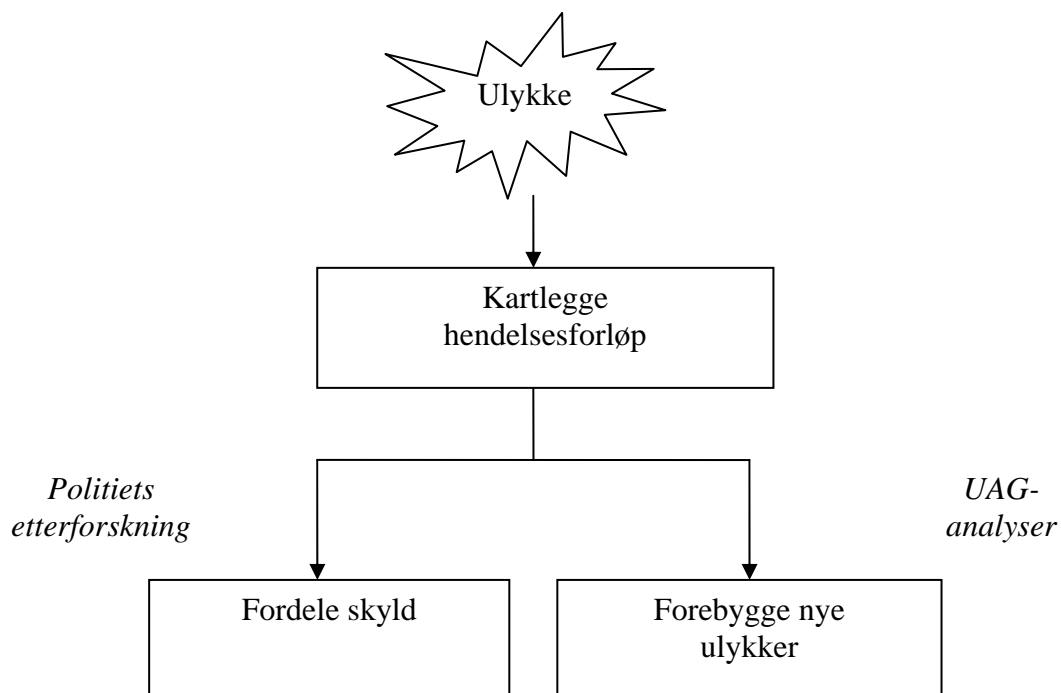 Ulykke
Kartlegge
hendelsesforløp
Politiets
etterforskning
UAG-
analyser
Fordele skyld
Forebygge nye
ulykker